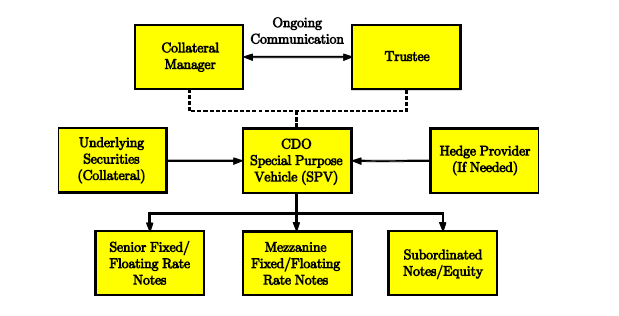 Ongoing
Communication
Collateral
Manager
Trustee
Underlying
Securities
(Collateral)
CDO
Special Purpose
Vehicle (SPV)
Hedge Provider
(If Needed)
Senior Fixed/
Floating Rate
Notes
Mezzanine
Fixed/Floating
Rate Notes
Subordinated
Notes/Equity